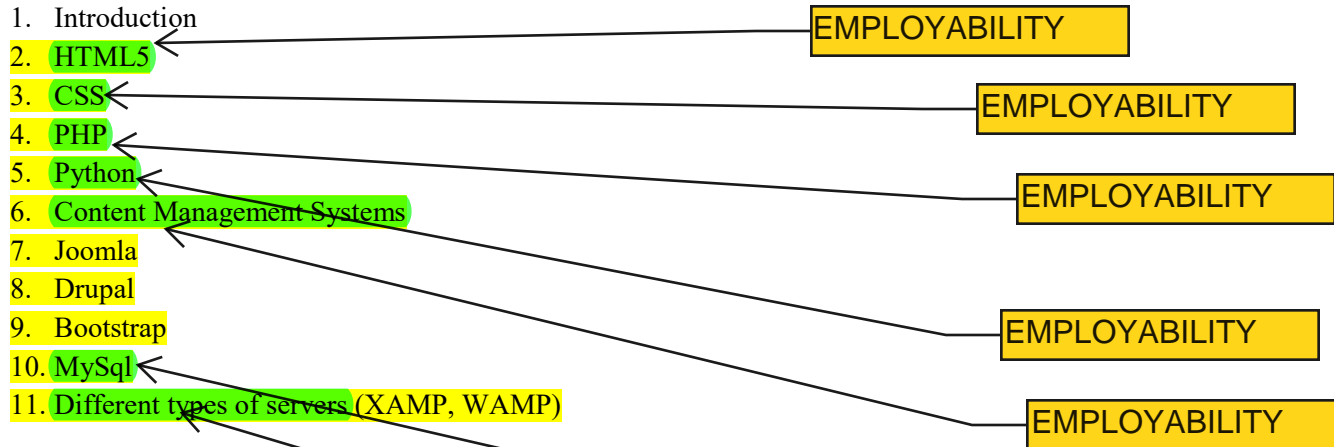 1. Introduction
EMPLOYABILITY
2. HTML5
3. CSS
EMPLOYABILITY
4. PHP
5. Python
EMPLOYABILITY
6. Content Management Systems
7. Joomla
8. Drupal
9. Bootstrap
EMPLOYABILITY
10. MySql
11. Different types of servers (XAMP, WAMP)
EMPLOYABILITY